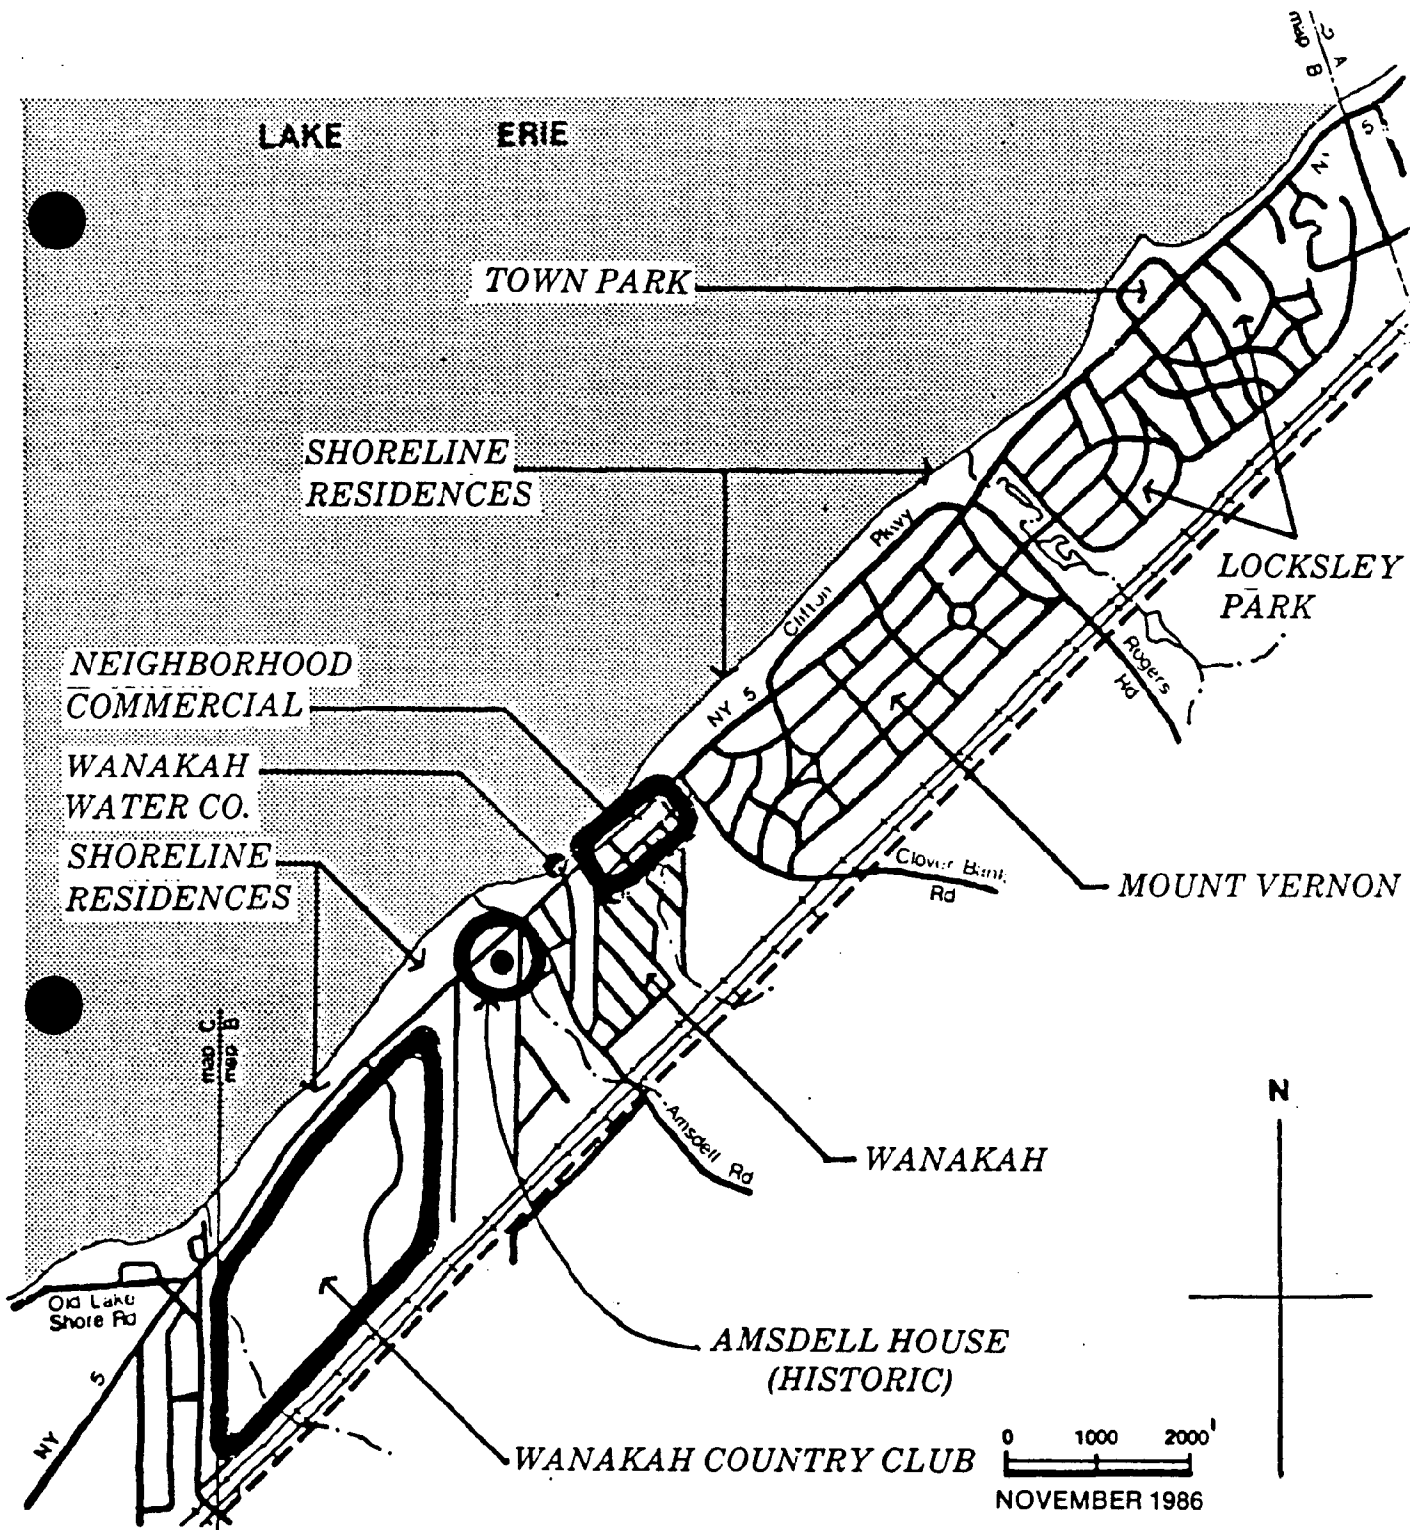 A
map B
LAKE ERIE
5
N
TOWN PARK
SHORELINE
RESIDENCES
Pkwy
Clifton
LOCKSLEY
PARK
NEIGHBORHOOD
COMMERCIAL
Rogers
Rd
NY 5
WANAKAH
WATER CO.
SHORELINE
RESIDENCES
Clover Bank
Rd
MOUNT VERNON
map C
map B
N
Amsdell Rd
WANAKAH
Old Lake
Shore Rd
AMSDELL HOUSE
(HISTORIC)
NY 5
WANAKAH COUNTRY CLUB
0 1000 2000'
NOVEMBER 1986